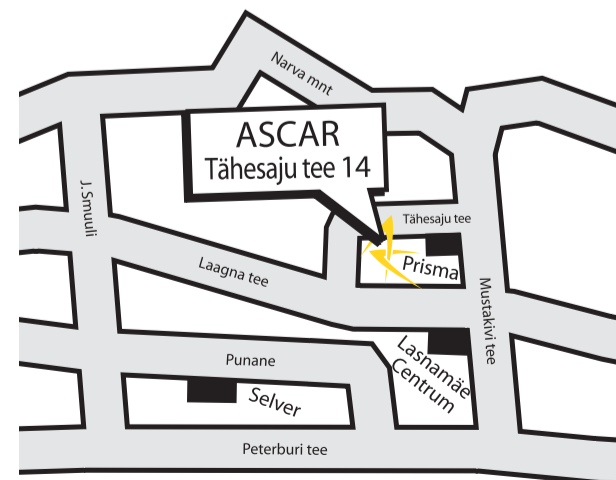 Narva mnt
ASCAR
Tähesaju tee 14
J.Smuuli
Tähesaju tee
Prisma
Laagna tee
Mustakivi tee
Lasnamäe
Centrum
Punane
Selver
Peterburi tee